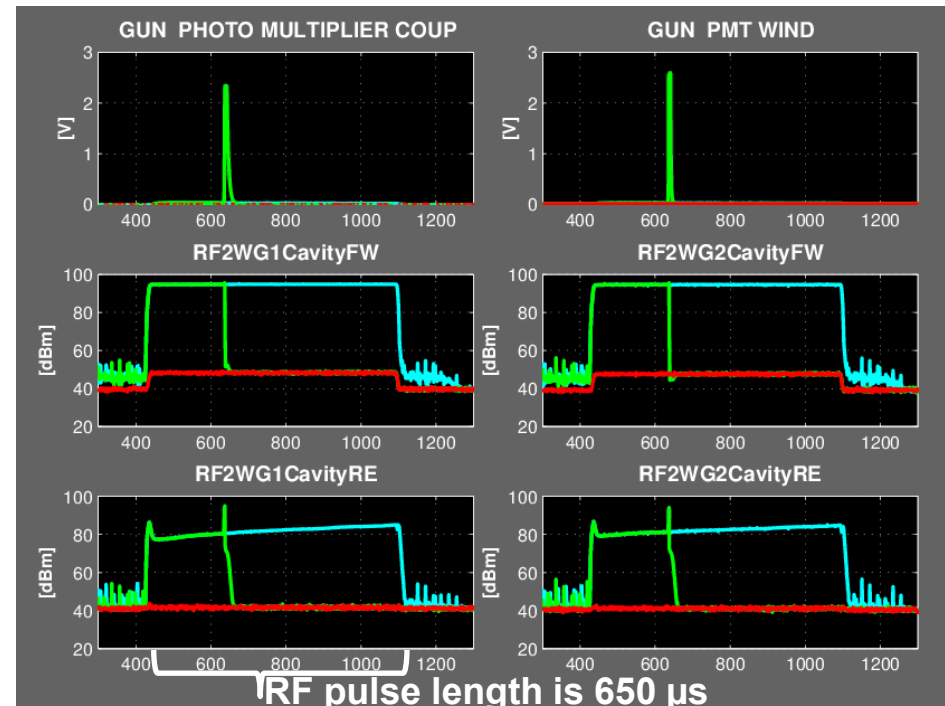 GUN PHOTO MULTIPLIER COUP
GUN PMT WIND
[V]
3
2
1
0
400 600 800 1000 1200
[V]
3
2
1
0
400 600 800 1000 1200
RF2WG1CavityFW
RF2WG2CavityFW
[dBm]
100
80
60
40
20
400 600 800 1000 1200
[dBm]
100
80
60
40
20
400 600 800 1000 1200
RF2WG1CavityRE
RF2WG2CavityRE
[dBm]
100
80
60
40
20
400 600 800 1000 1200
[dBm]
100
80
60
40
20
400 600 800 1000 1200
RF pulse length is 650 µs